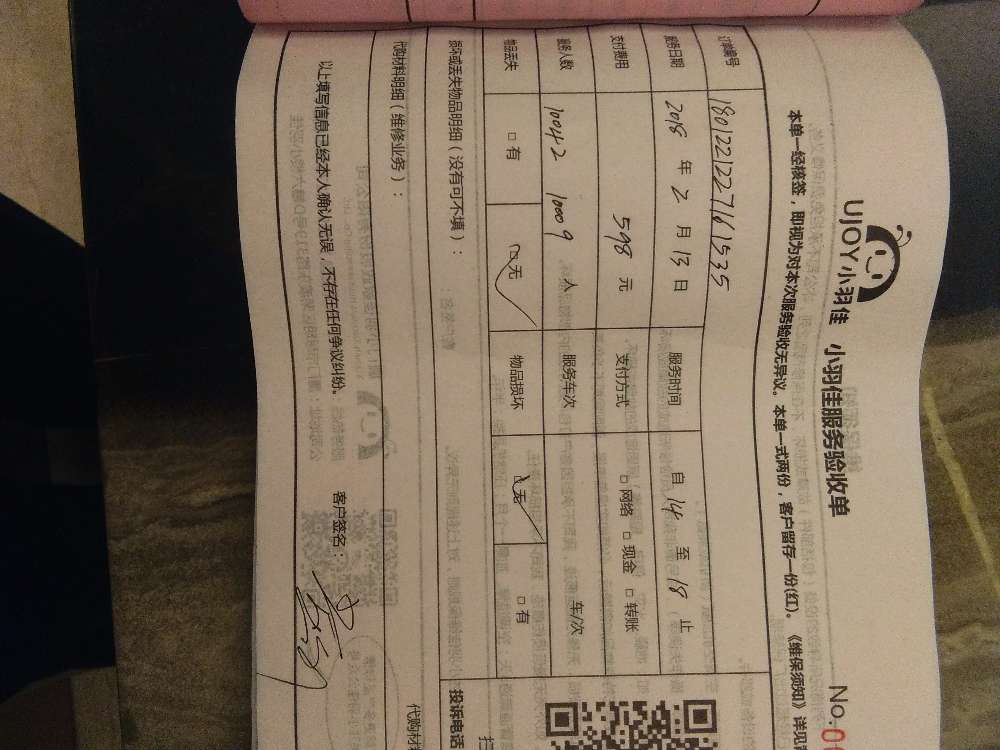 UJOY小羽佳 小羽佳服务验收单 No.0
本单一经核签，即视为对本次服务验收无异议。本单一式两份，客户留存一份(红)。《维保须知》详见
订单编号 1801221227161535
服务日期 2018 年 2 月 13 日 服务时间 自 14 至 18 止
支付费用 598 元 支付方式 □ 网络 □ 现金 □ 转账
服务人数 10042 10009 人 服务车次 车/次
物品丢失 □ 有 □ 无 物品损坏 □ 无 □ 有
损坏或丢失物品明细（没有可不填）：
投诉电话
代购材料明细（维修业务）：
代购材
以上填写信息已经本人确认无误，不存在任何争议纠纷。 客户签名：